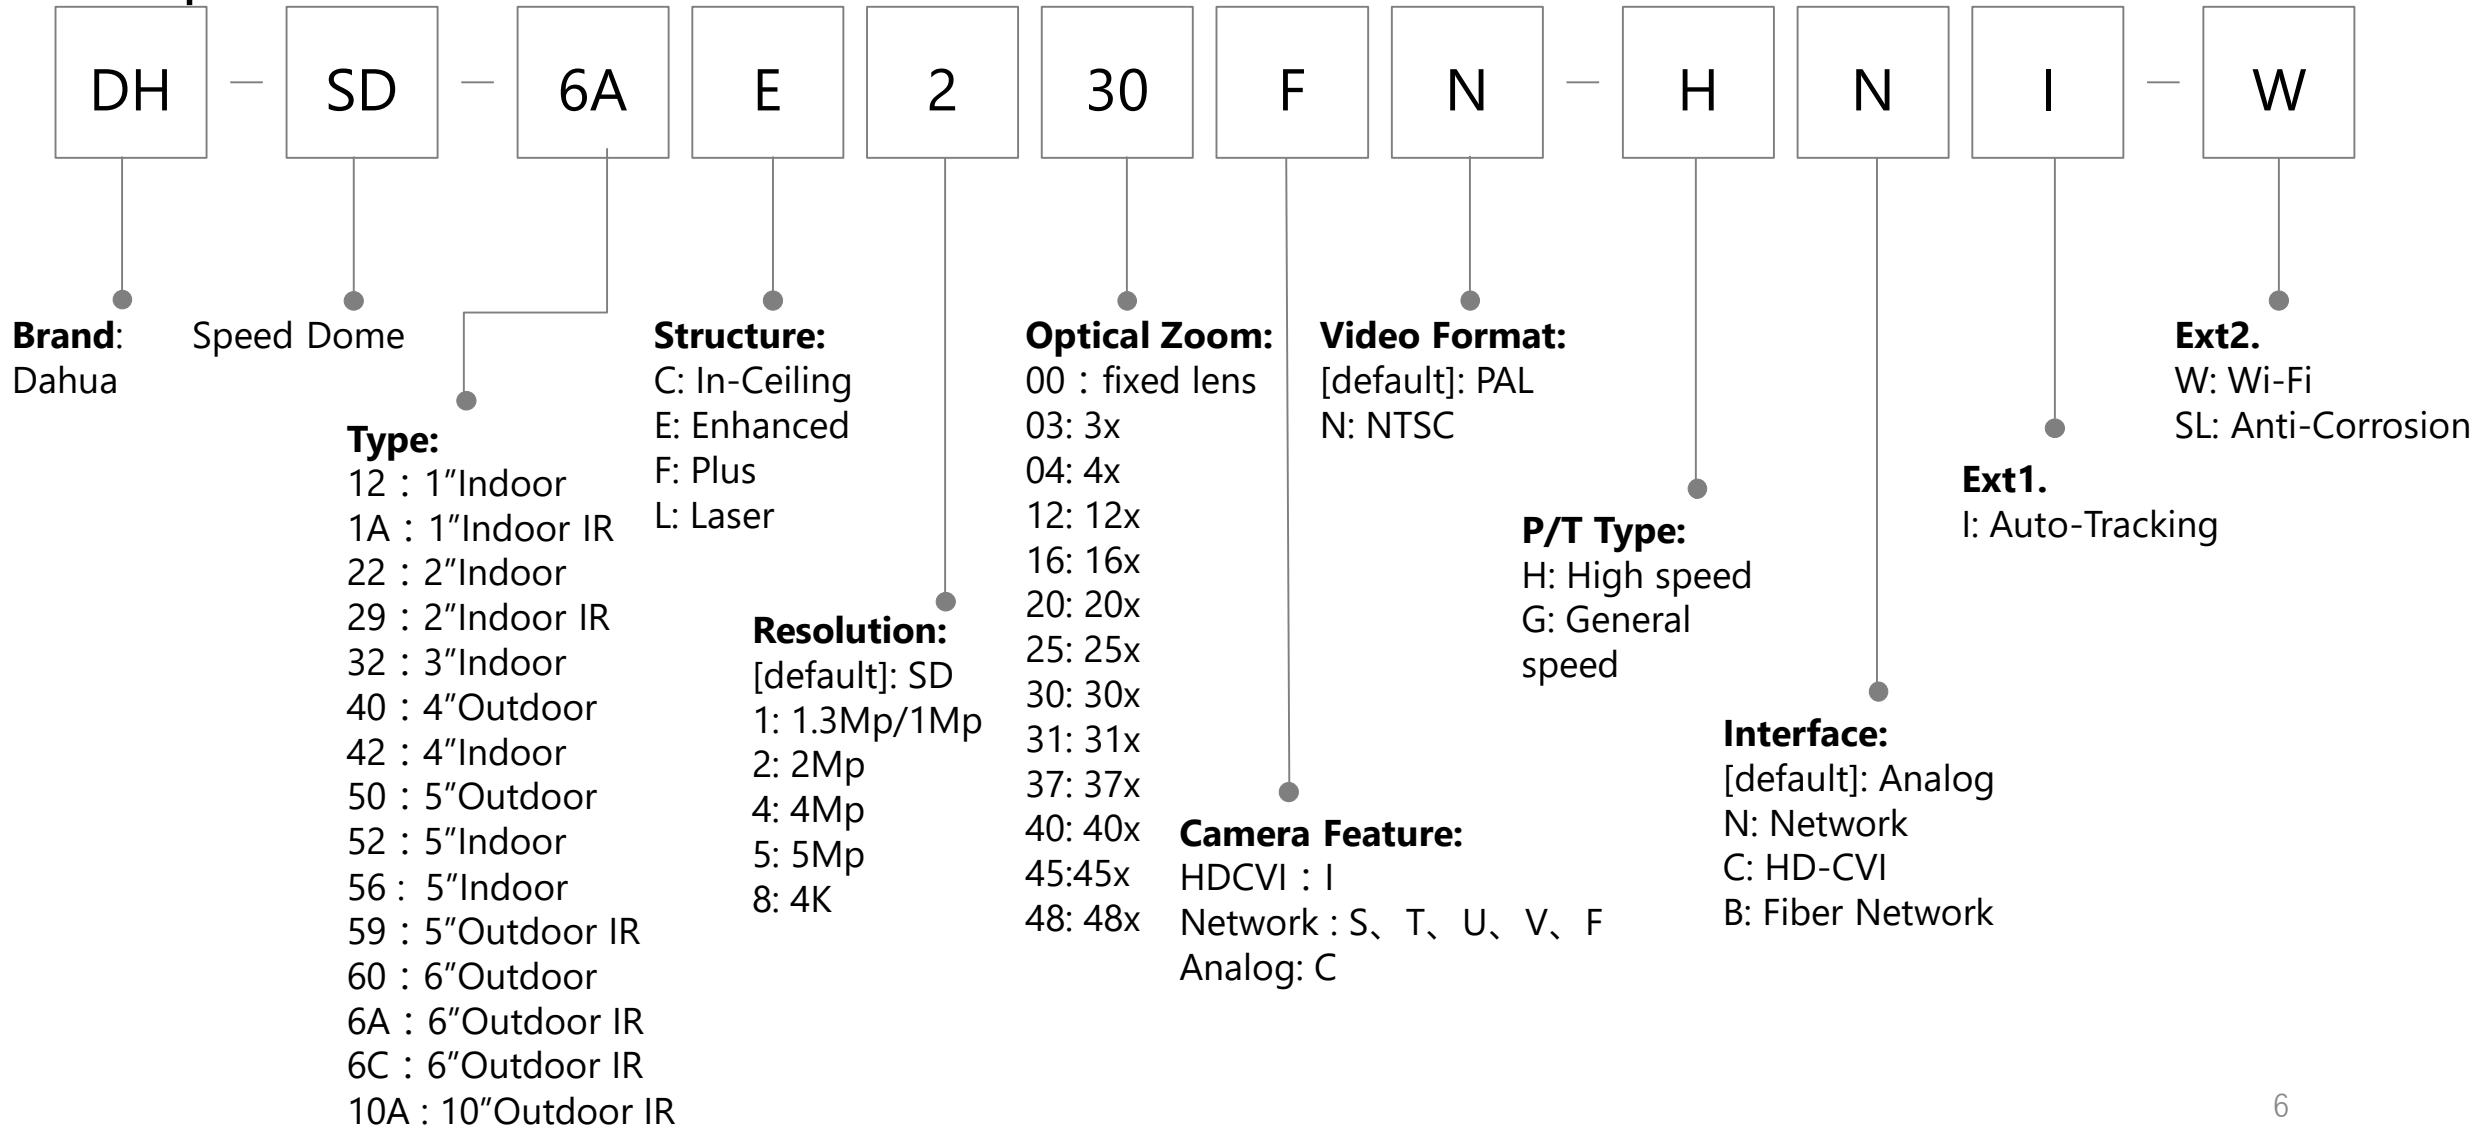 DH — SD — 6A E 2 30 F N — H N I — W
Brand:
Dahua
Speed Dome
Type:
12：1”Indoor
1A：1”Indoor IR
22：2”Indoor
29：2”Indoor IR
32：3”Indoor
40：4”Outdoor
42：4”Indoor
50：5”Outdoor
52：5”Indoor
56 : 5”Indoor
59：5”Outdoor IR
60：6”Outdoor
6A：6”Outdoor IR
6C：6”Outdoor IR
10A : 10”Outdoor IR
Structure:
C: In-Ceiling
E: Enhanced
F: Plus
L: Laser
Resolution:
[default]: SD
1: 1.3Mp/1Mp
2: 2Mp
4: 4Mp
5: 5Mp
8: 4K
Optical Zoom:
00：fixed lens
03: 3x
04: 4x
12: 12x
16: 16x
20: 20x
25: 25x
30: 30x
31: 31x
37: 37x
40: 40x
45:45x
48: 48x
Camera Feature:
HDCVI：I
Network : S、T、U、V、F
Analog: C
Video Format:
[default]: PAL
N: NTSC
P/T Type:
H: High speed
G: General
speed
Interface:
[default]: Analog
N: Network
C: HD-CVI
B: Fiber Network
Ext1.
I: Auto-Tracking
Ext2.
W: Wi-Fi
SL: Anti-Corrosion
6